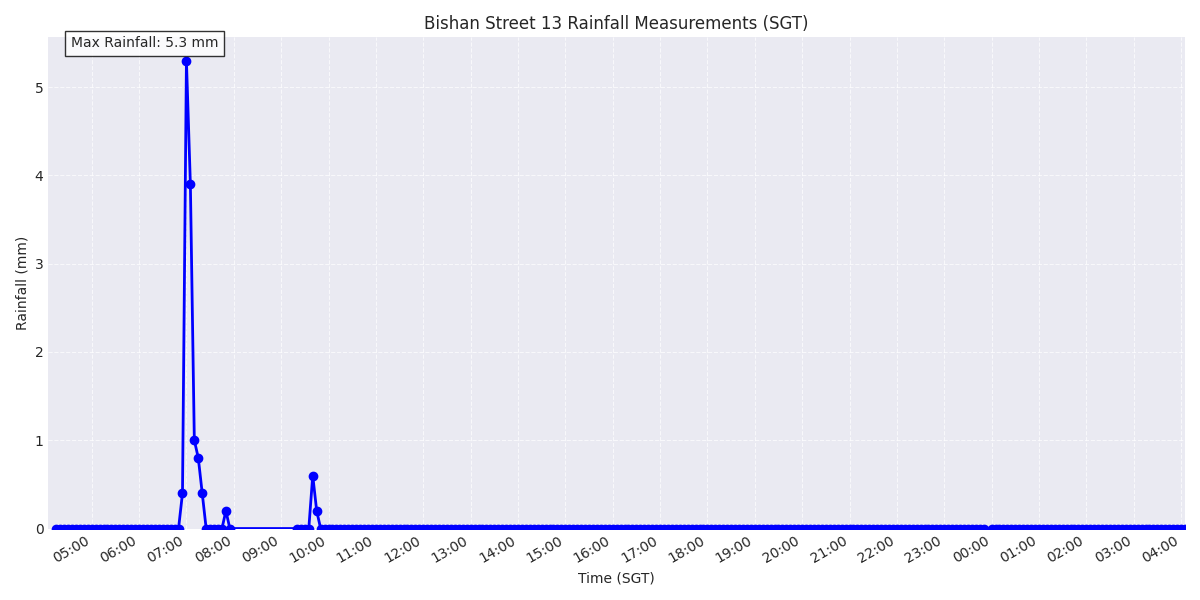 Bishan Street 13 Rainfall Measurements (SGT)
Max Rainfall: 5.3 mm
Rainfall (mm)
5
4
3
2
1
0
05:00 06:00 07:00 08:00 09:00 10:00 11:00 12:00 13:00 14:00 15:00 16:00 17:00 18:00 19:00 20:00 21:00 22:00 23:00 00:00 01:00 02:00 03:00 04:00
Time (SGT)